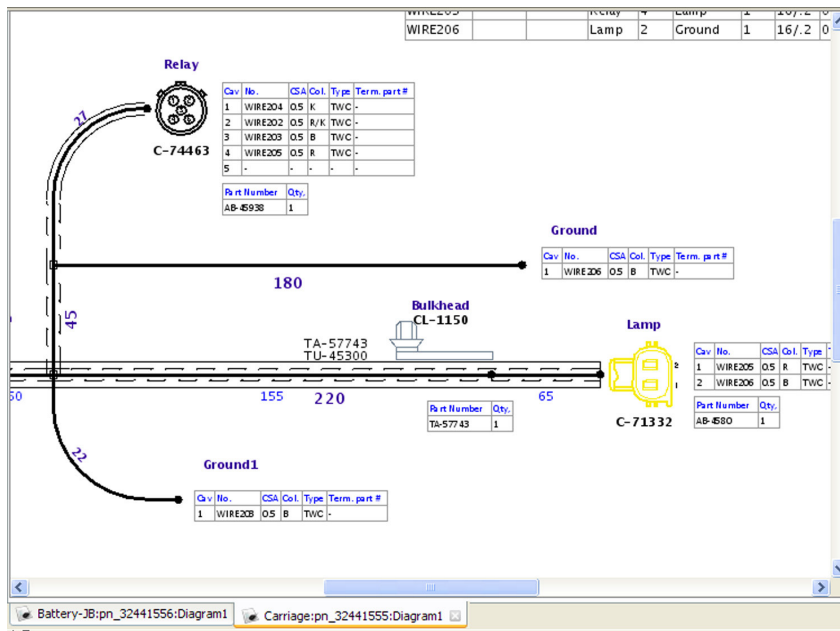 WIRE206 Lamp 2 Ground 1 16/.2 0
Relay
Cav No. CSA Col. Type Term. part #
1 WIRE204 0.5 K TWC -
2 WIRE202 0.5 R/K TWC -
3 WIRE203 0.5 B TWC -
4 WIRE205 0.5 R TWC -
5 - - - - -
27
C-74463
Part Number Qty.
AB-45938 1
Ground
Cav No. CSA Col. Type Term. part #
1 WIRE206 0.5 B TWC -
180
45
Bulkhead
CL-1150
TA-57743
TU-45300
Lamp
Cav No. CSA Col. Type
1 WIRE205 0.5 R TWC -
2 WIRE206 0.5 B TWC -
2
1
155
220
65
Part Number Qty.
TA-57743 1
C-71332
Part Number Qty.
AB-4580 1
22
Ground1
Cav No. CSA Col. Type Term. part #
1 WIRE203 0.5 B TWC -
Battery-JB:pn_32441556:Diagram1
Carriage:pn_32441555:Diagram1